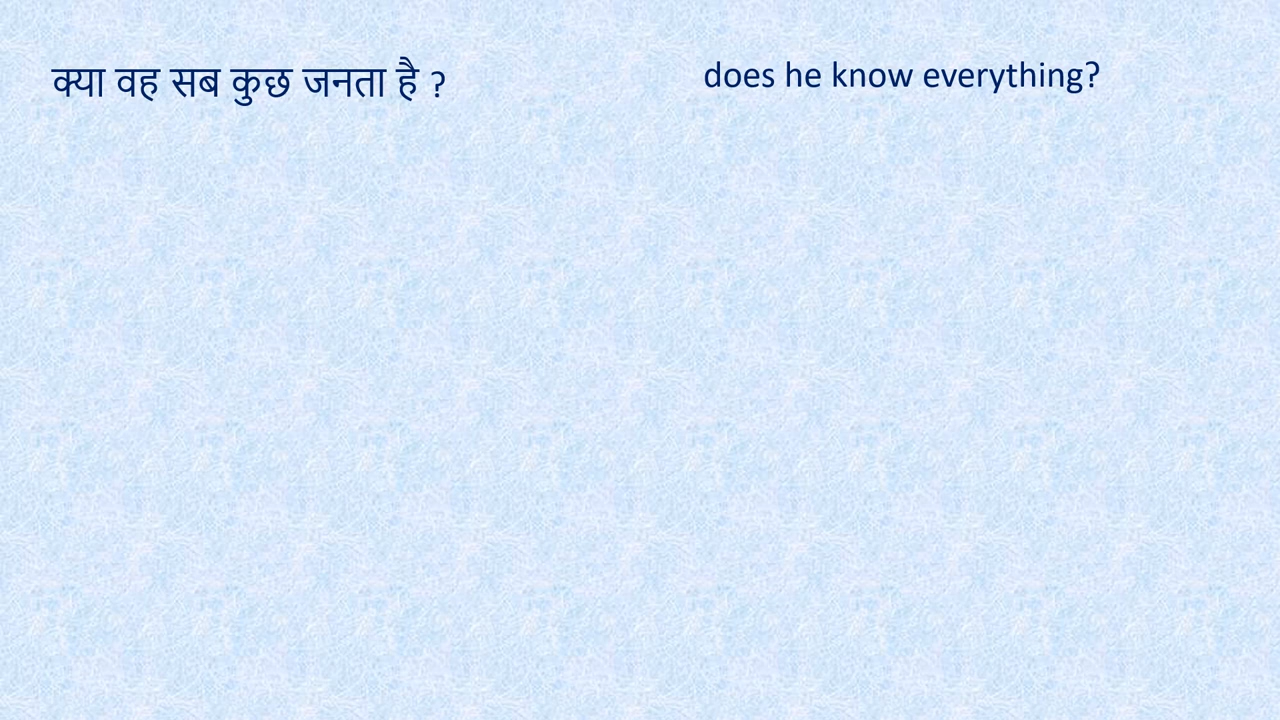 क्या वह सब कुछ जनता है ?
does he know everything?